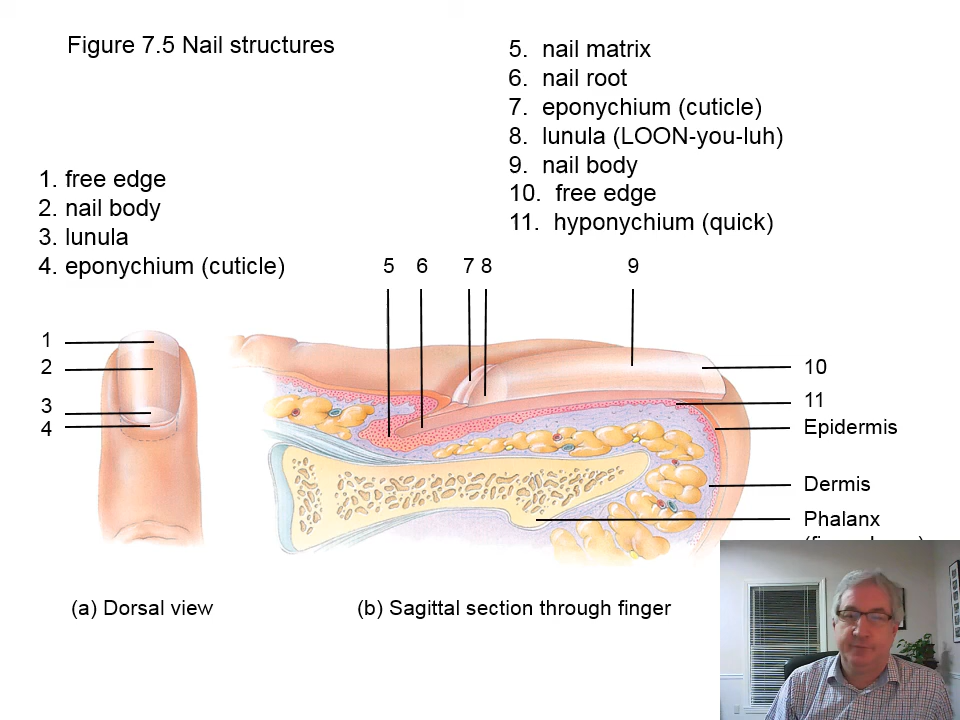 Figure 7.5 Nail structures
5. nail matrix
6. nail root
7. eponychium (cuticle)
8. lunula (LOON-you-luh)
9. nail body
10. free edge
11. hyponychium (quick)
1. free edge
2. nail body
3. lunula
4. eponychium (cuticle)
5 6 7 8 9
1
2
3
4
10
11
Epidermis
Dermis
Phalanx
(a) Dorsal view
(b) Sagittal section through finger